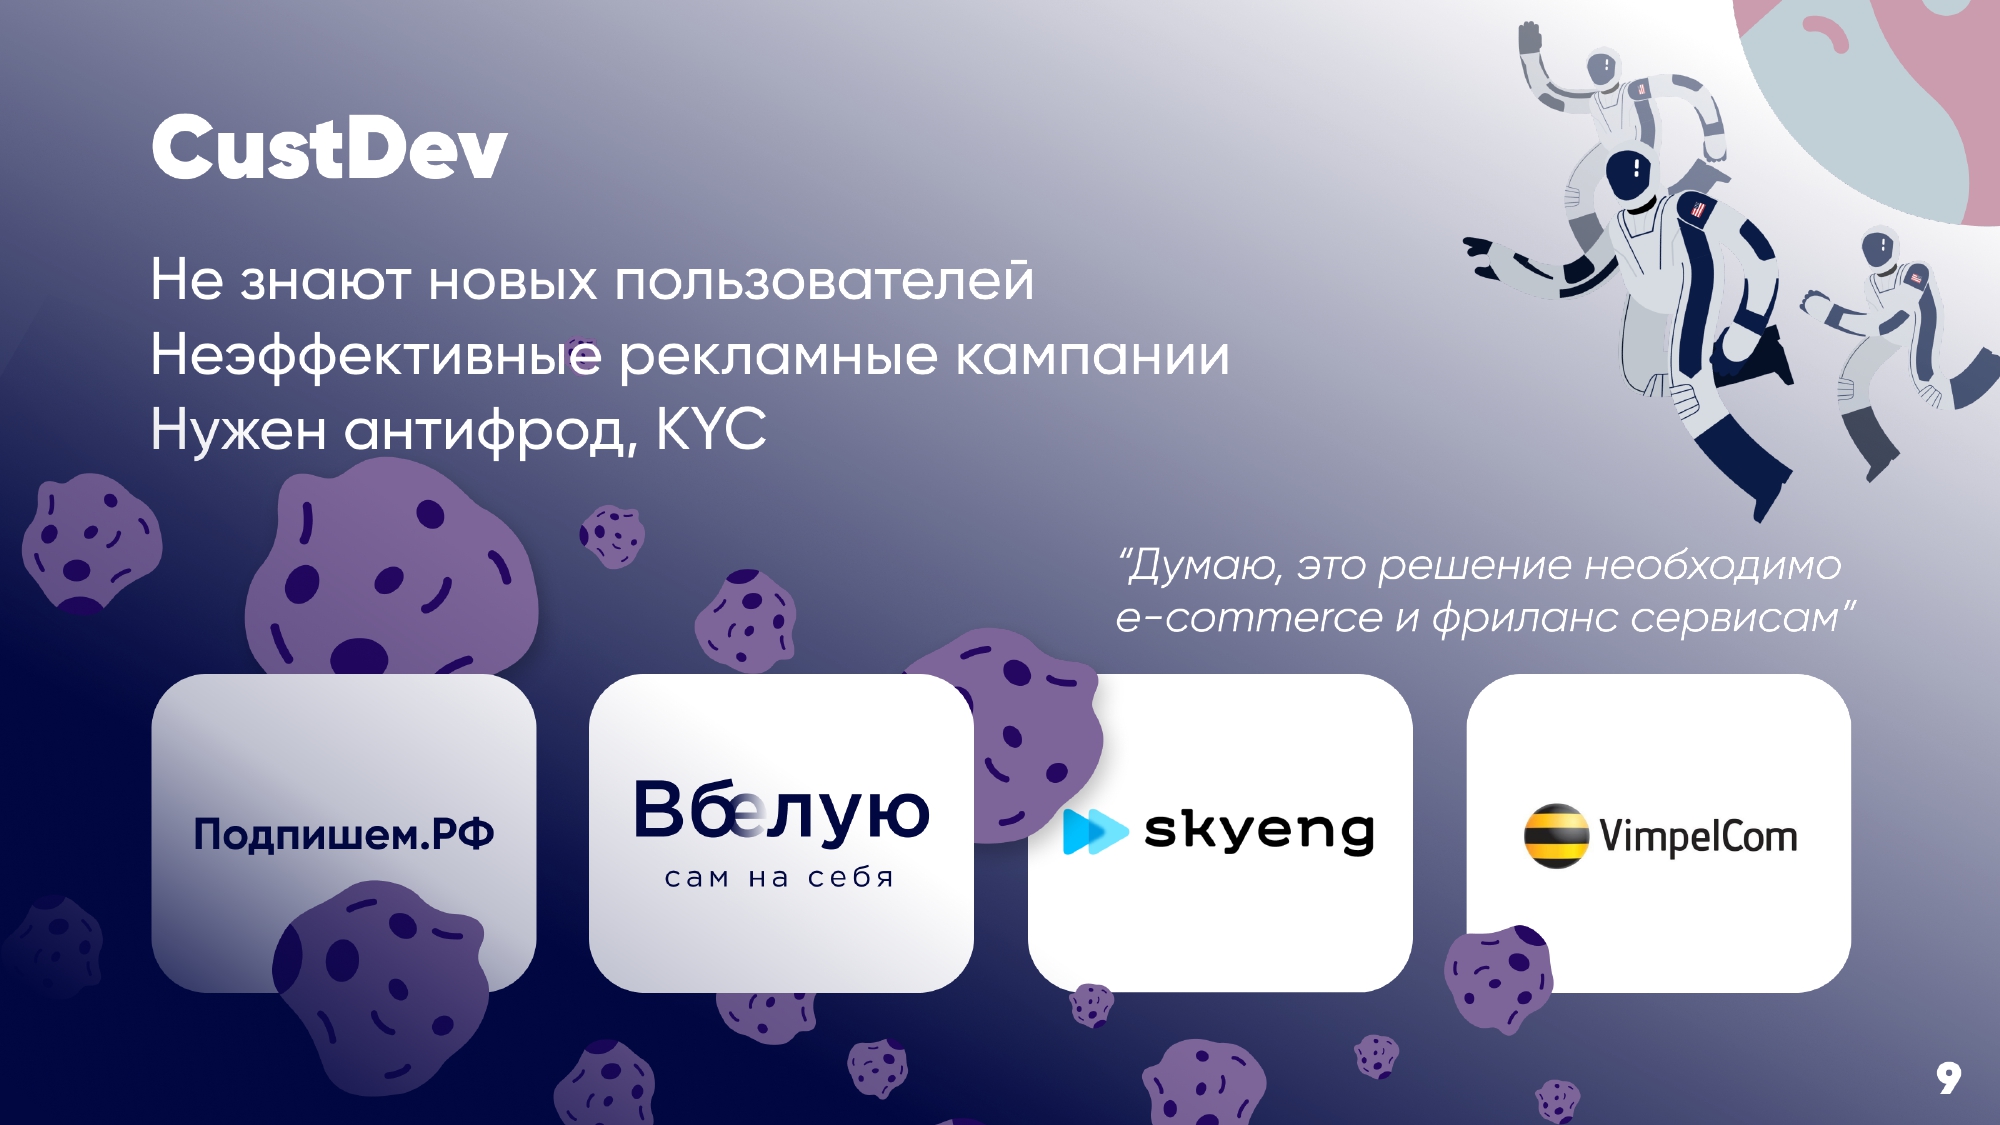 CustDev
Не знают новых пользователей
Неэффективные рекламные кампании
Нужен антифрод, KYC
“Думаю, это решение необходимо
e-commerce и фриланс сервисам”
Подпишем.РФ
Вбелую
сам на себя
skyeng
VimpelCom
9